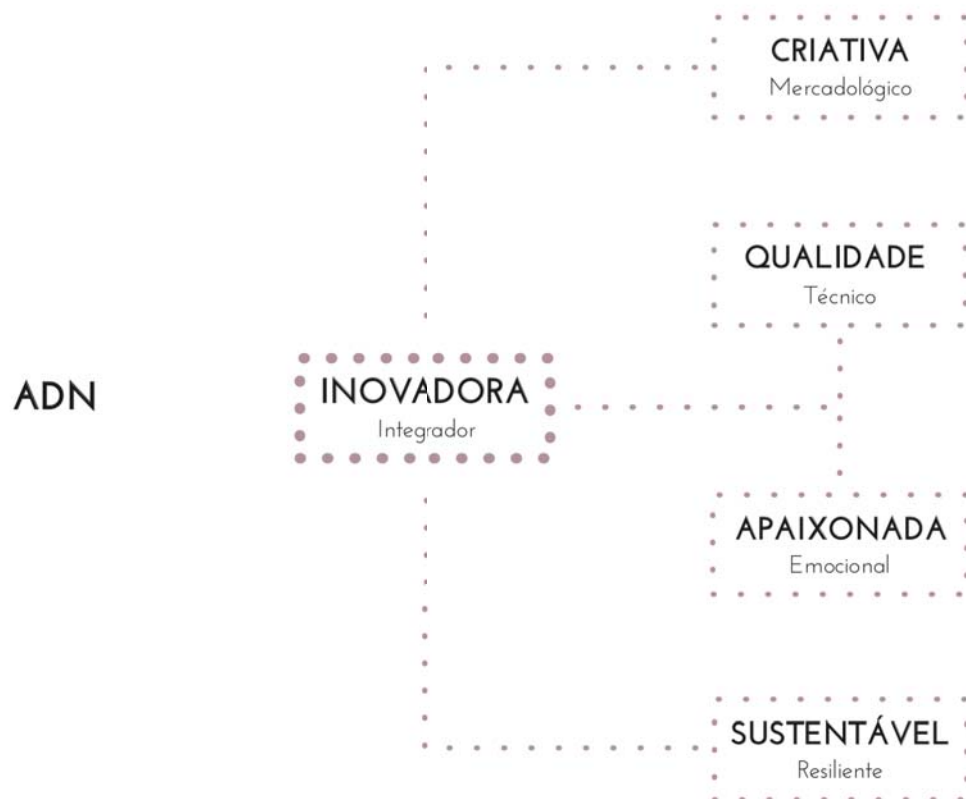 CRIATIVA
Mercadológico
QUALIDADE
Técnico
ADN
INOVADORA
Integrador
APAIXONADA
Emocional
SUSTENTÁVEL
Resiliente